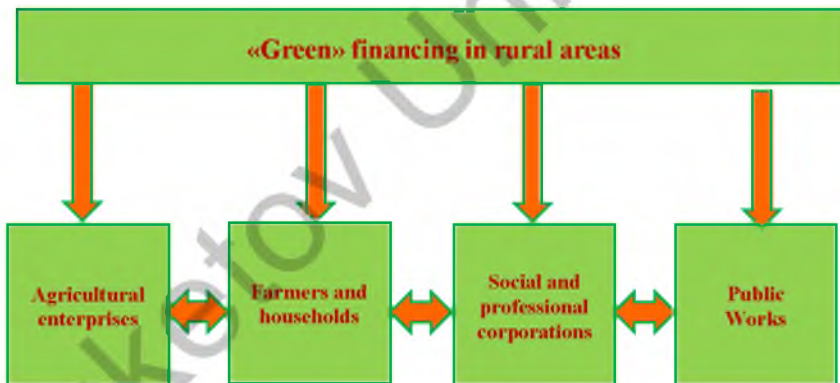 «Green» financing in rural areas
Agricultural
enterprises
Farmers and
households
Social and
professional
corporations
Public
Works